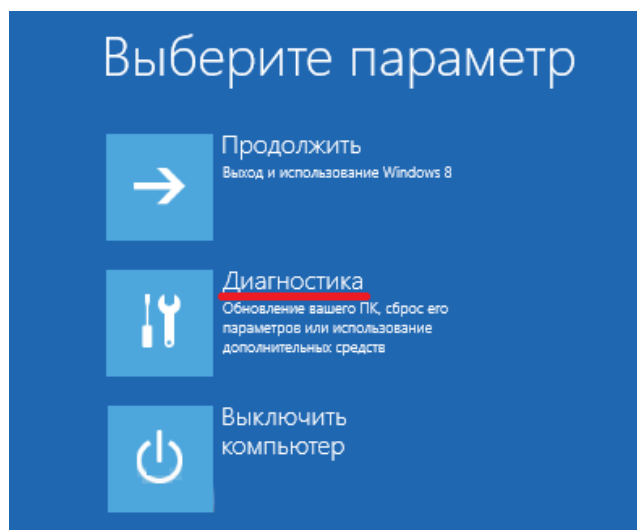 Выберите параметр
Продолжить
Выход и использование Windows 8
Диагностика
Обновление вашего ПК, сброс его
параметров или использование
дополнительных средств
Выключить
компьютер